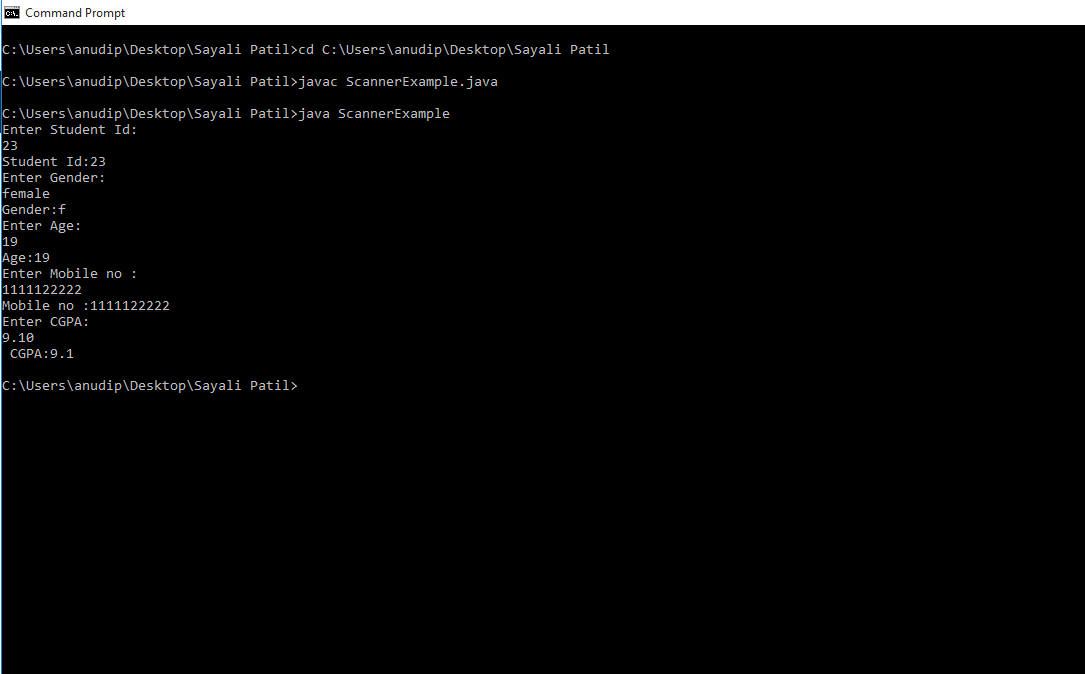 Command Prompt
C:\Users\anudip\Desktop\Sayali Patil>cd C:\Users\anudip\Desktop\Sayali Patil
C:\Users\anudip\Desktop\Sayali Patil>javac ScannerExample.java
C:\Users\anudip\Desktop\Sayali Patil>java ScannerExample
Enter Student Id:
23
Student Id:23
Enter Gender:
female
Gender:f
Enter Age:
19
Age:19
Enter Mobile no :
1111122222
Mobile no :1111122222
Enter CGPA:
9.10
 CGPA:9.1
C:\Users\anudip\Desktop\Sayali Patil>